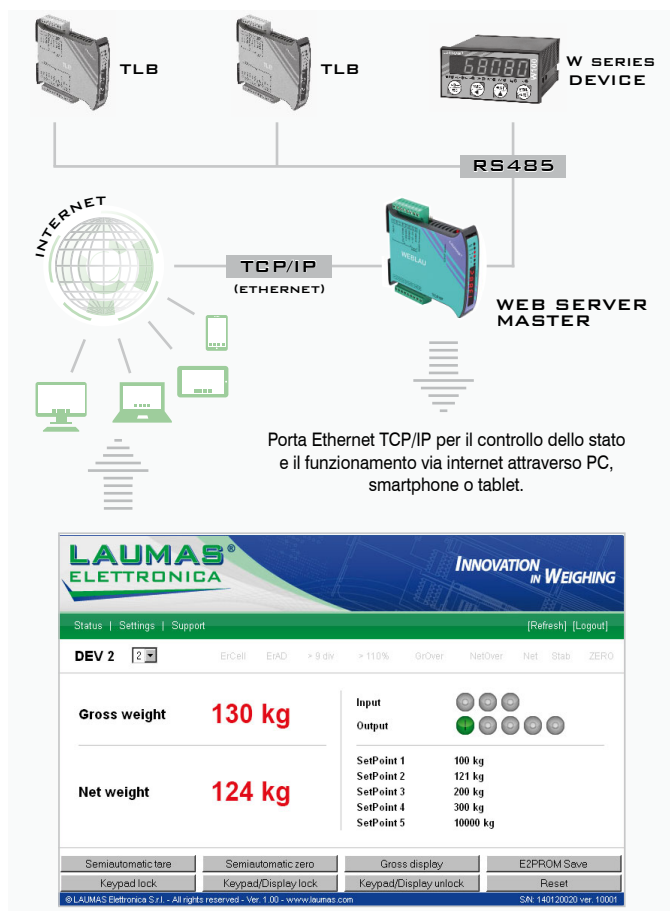 TLB
TLB
W SERIES
DEVICE
68080
W100
RS485
INTERNET
TCP/IP
(ETHERNET)
WEBLAU
WEB SERVER
MASTER
Porta Ethernet TCP/IP per il controllo dello stato
e il funzionamento via internet attraverso PC,
smartphone o tablet.
LAUMAS®
ELETTRONICA
INNOVATION
IN WEIGHING
Status | Settings | Support [Refresh] [Logout]
DEV 2 2 ErCell ErAD > 9 div > 110% GrOver NetOver Net Stab ZERO
Gross weight 130 kg
Input
Output
Net weight 124 kg
SetPoint 1 100 kg
SetPoint 2 121 kg
SetPoint 3 200 kg
SetPoint 4 300 kg
SetPoint 5 10000 kg
Semiautomatic tare Semiautomatic zero Gross display E2PROM Save
Keypad lock Keypad/Display lock Keypad/Display unlock Reset
© LAUMAS Elettronica S.r.l. - All rights reserved - Ver. 1.00 - www.laumas.com S/N: 140120020 ver. 10001